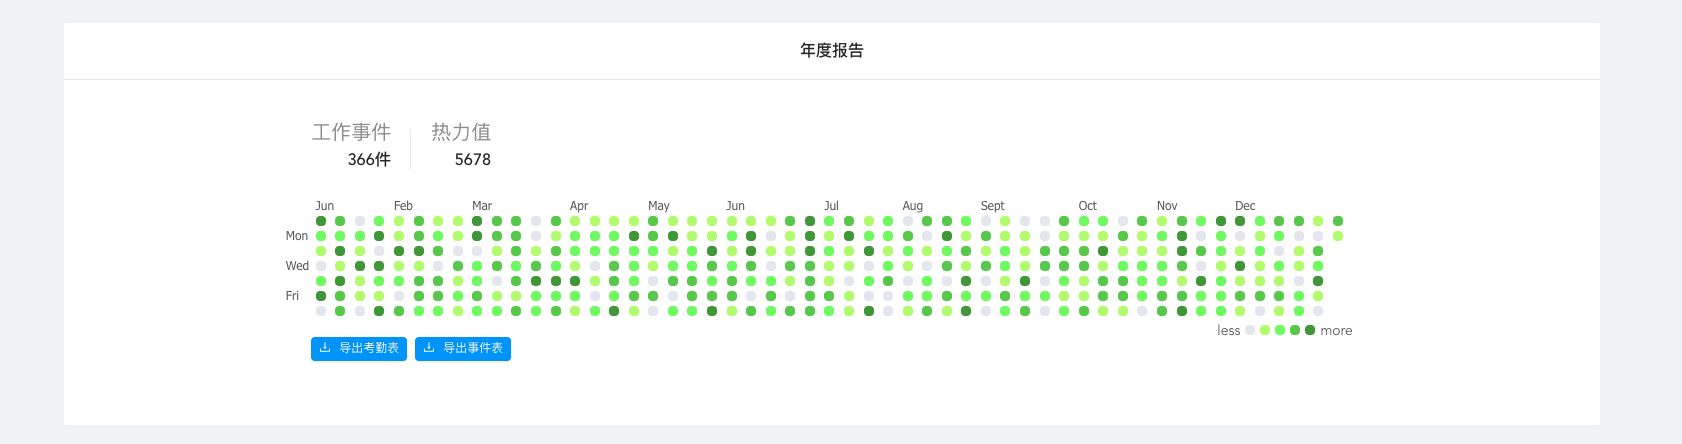 年度报告
工作事件 热力值
366件 5678
Jun Feb Mar Apr May Jun Jul Aug Sept Oct Nov Dec
Mon
Wed
Fri
less more
导出考勤表 导出事件表